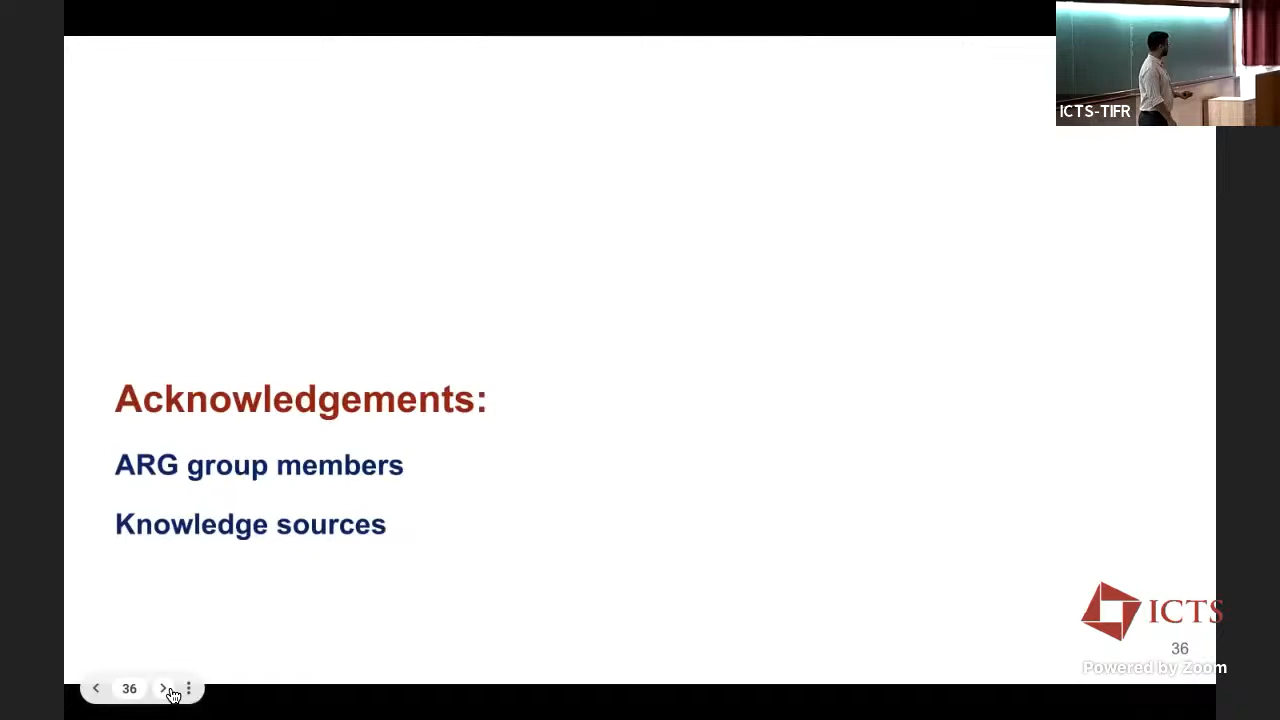 ICTS-TIFR
Acknowledgements:
ARG group members
Knowledge sources
ICTS
36
Powered by Zoom
36